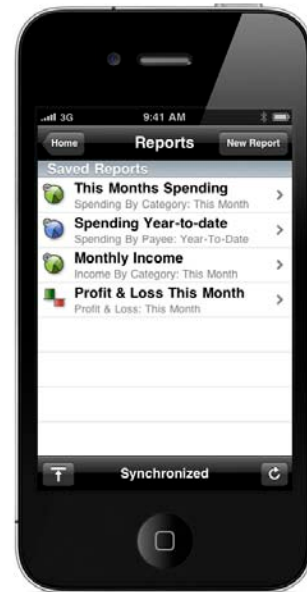 3G 9:41 AM
Home Reports New Report
Saved Reports
This Months Spending
Spending By Category: This Month
Spending Year-to-date
Spending By Payee: Year-To-Date
Monthly Income
Income By Category: This Month
Profit & Loss This Month
Profit & Loss: This Month
Synchronized